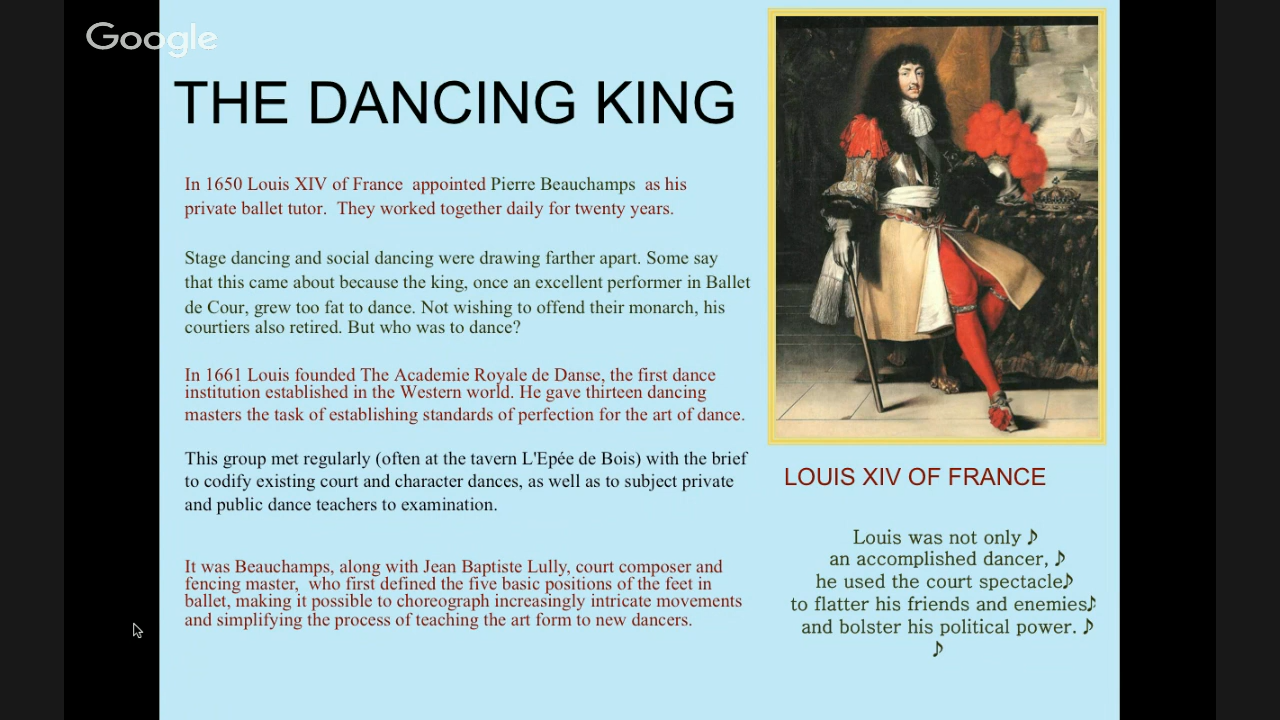 Google
THE DANCING KING
In 1650 Louis XIV of France appointed Pierre Beauchamps as his
private ballet tutor. They worked together daily for twenty years.
Stage dancing and social dancing were drawing farther apart. Some say
that this came about because the king, once an excellent performer in Ballet
de Cour, grew too fat to dance. Not wishing to offend their monarch, his
courtiers also retired. But who was to dance?
In 1661 Louis founded The Academie Royale de Danse, the first dance
institution established in the Western world. He gave thirteen dancing
masters the task of establishing standards of perfection for the art of dance.
This group met regularly (often at the tavern L'Epée de Bois) with the brief
to codify existing court and character dances, as well as to subject private
and public dance teachers to examination.
It was Beauchamps, along with Jean Baptiste Lully, court composer and
fencing master, who first defined the five basic positions of the feet in
ballet, making it possible to choreograph increasingly intricate movements
and simplifying the process of teaching the art form to new dancers.
LOUIS XIV OF FRANCE
Louis was not only ♪
an accomplished dancer, ♪
he used the court spectacle♪
to flatter his friends and enemies♪
and bolster his political power. ♪
♪